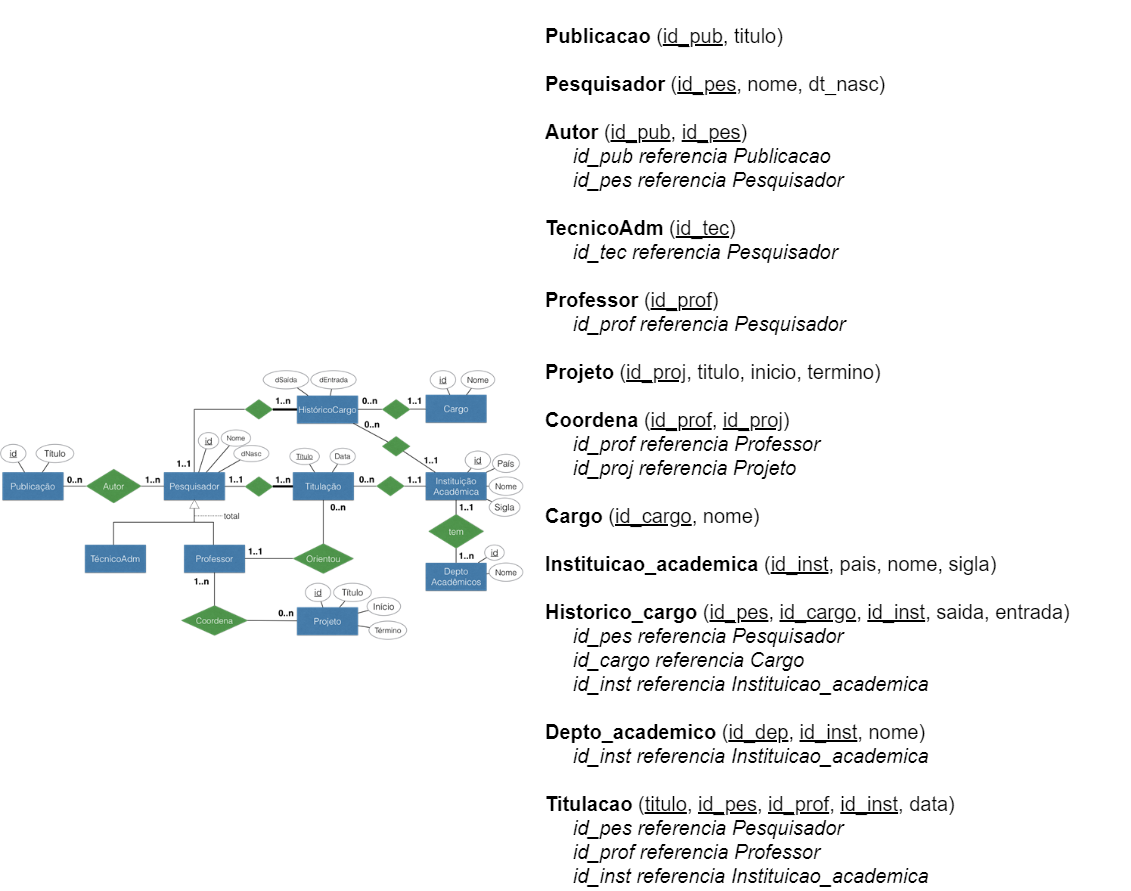 dSaída
dEntrada
id
Nome
1..n
HistóricoCargo
0..n
1..1
Cargo
0..n
id
Nome
dNasc
1..1
1..1
id
Título
Publicação
0..n
Autor
1..n
Pesquisador
1..1
1..n
Título
Data
Titulação
0..n
1..1
Instituição
Acadêmica
id
País
Nome
Sigla
total
0..n
1..1
tem
TécnicoAdm
Professor
1..1
Orientou
1..n
id
Nome
Depto
Acadêmicos
1..n
Coordena
0..n
id
Título
Início
Término
Projeto
Publicacao (id_pub, titulo)
Pesquisador (id_pes, nome, dt_nasc)
Autor (id_pub, id_pes)
id_pub referencia Publicacao
id_pes referencia Pesquisador
TecnicoAdm (id_tec)
id_tec referencia Pesquisador
Professor (id_prof)
id_prof referencia Pesquisador
Projeto (id_proj, titulo, inicio, termino)
Coordena (id_prof, id_proj)
id_prof referencia Professor
id_proj referencia Projeto
Cargo (id_cargo, nome)
Instituicao_academica (id_inst, pais, nome, sigla)
Historico_cargo (id_pes, id_cargo, id_inst, saida, entrada)
id_pes referencia Pesquisador
id_cargo referencia Cargo
id_inst referencia Instituicao_academica
Depto_academico (id_dep, id_inst, nome)
id_inst referencia Instituicao_academica
Titulacao (titulo, id_pes, id_prof, id_inst, data)
id_pes referencia Pesquisador
id_prof referencia Professor
id_inst referencia Instituicao_academica